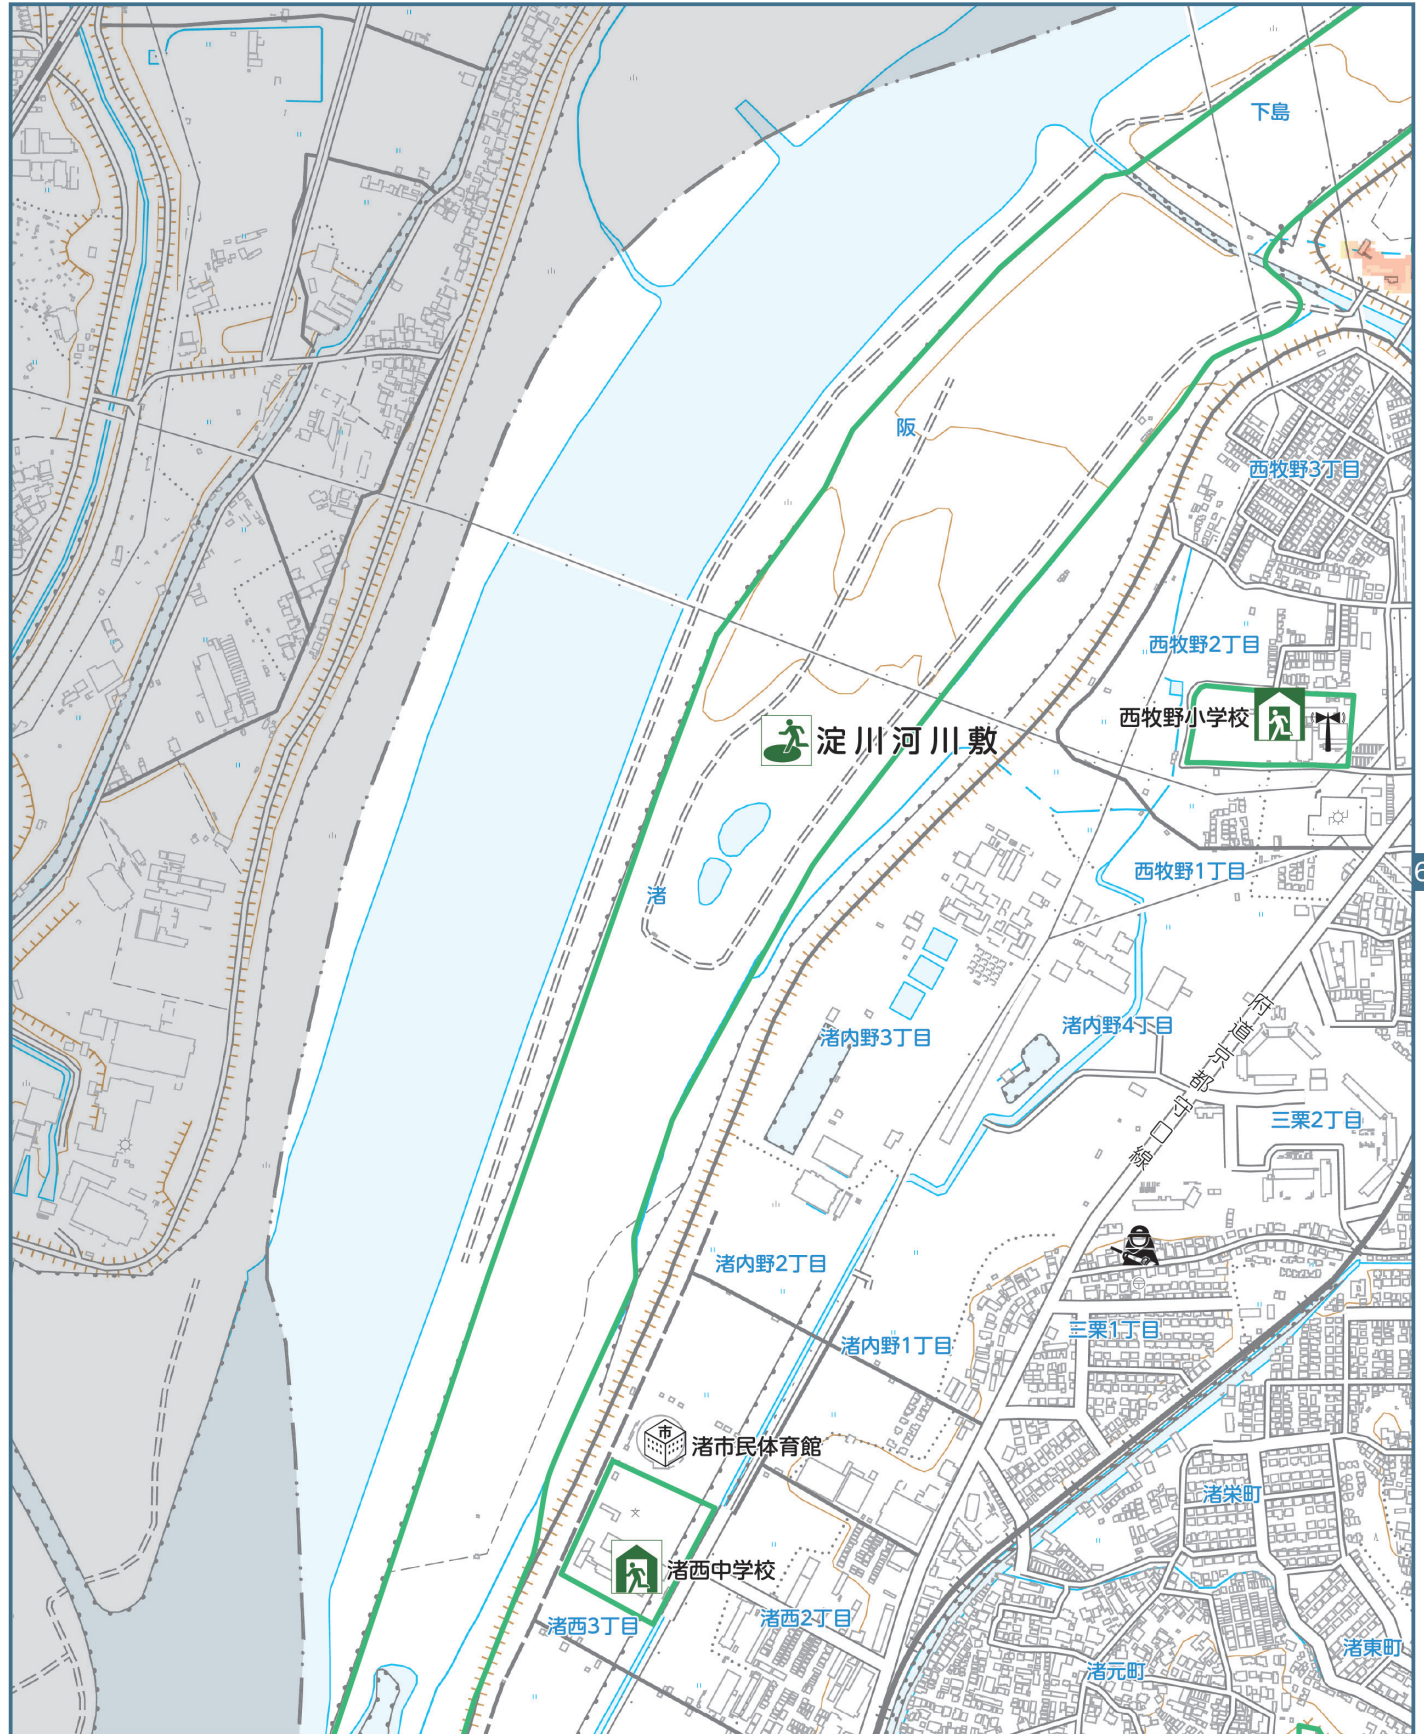 下島
阪
西牧野3丁目
西牧野2丁目
西牧野小学校
淀川河川敷
西牧野1丁目
6
渚
府道京都守口線
渚内野3丁目
渚内野4丁目
三栗2丁目
渚内野2丁目
三栗1丁目
渚内野1丁目
市
渚市民体育館
渚栄町
渚西中学校
渚西3丁目
渚西2丁目
渚東町
渚元町